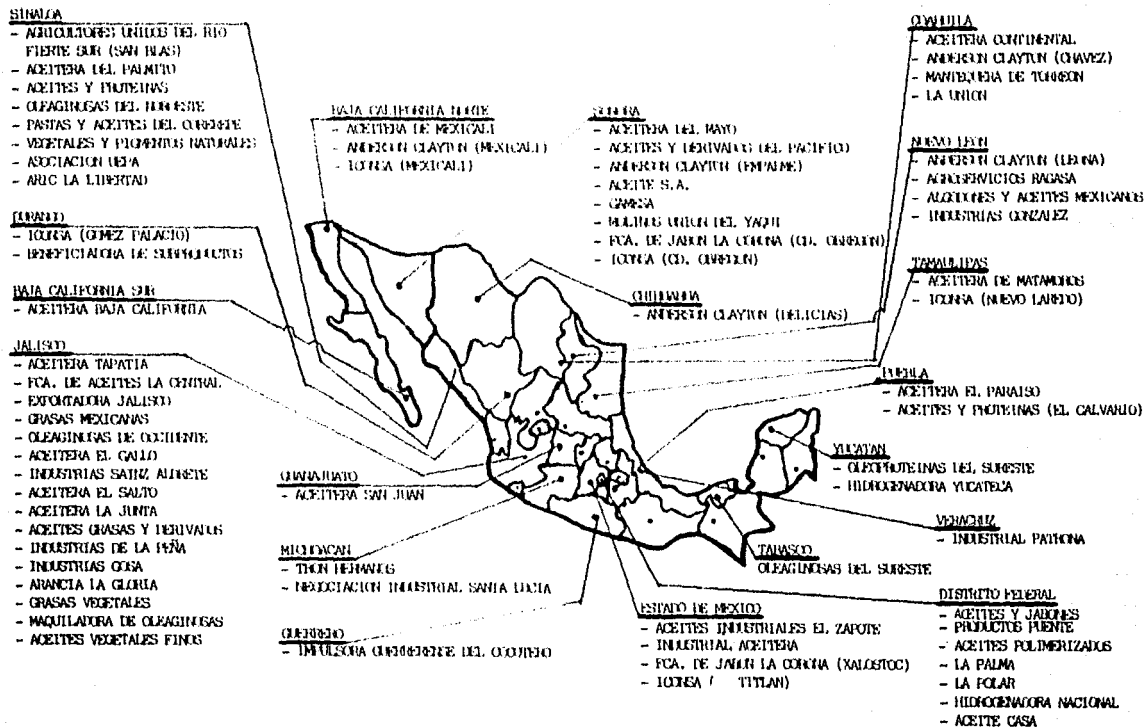 SINALOA
- AGRICULTORES UNIDOS DEL RIO
FUERTE SUR (SAN BLAS)
- ACEITERA DEL PALMITO
- ACEITES Y PROTEINAS
- OLEAGINOSAS DEL NOROESTE
- PASTAS Y ACEITES DEL
- VEGETALES Y PIGMENTOS NATURALES
- ASOCIACION
- ARIC LA LIBERTAD
DURANGO
- ICONSA (GOMEZ PALACIO)
- BENEFICIADORA DE SUBPRODUCTOS
BAJA CALIFORNIA SUR
- ACEITERA BAJA CALIFORNIA
JALISCO
- ACEITERA TAPATIA
- FCA. DE ACEITES LA CENTRAL
- EXPORTADORA JALISCO
- GRASAS MEXICANAS
- OLEAGINOSAS DE OCCIDENTE
- ACEITERA EL GALLO
- INDUSTRIAS SAINZ ALDRETE
- ACEITERA EL SALTO
- ACEITERA LA JUNTA
- ACEITES GRASAS Y DERIVADOS
- INDUSTRIAS DE LA PEÑA
- INDUSTRIAS COSA
- ARANCIA LA GLORIA
- GRASAS VEGETALES
- MAQUILADORA DE OLEAGINOSAS
- ACEITES VEGETALES FINOS
BAJA CALIFORNIA NORTE
- ACEITERA DE MEXICALI
- ANDERSON CLAYTON (MEXICALI)
- ICONSA (MEXICALI)
SONORA
- ACEITERA DEL MAYO
- ACEITES Y DERIVADOS DEL PACIFICO
- ANDERSON CLAYTON (EMPALME)
- ACEITE S.A.
- GAMESA
- MOLINOS UNION DEL YAQUI
- FCA. DE JABON LA CORONA (CD. OBREGON)
- ICONSA (CD. OBREGON)
CHIHUAHUA
- ANDERSON CLAYTON (DELICIAS)
COAHUILA
- ACEITERA CONTINENTAL
- ANDERSON CLAYTON (CHAVEZ)
- MANTEQUERA DE TORREON
- LA UNION
NUEVO LEON
- ANDERSON CLAYTON (LEONA)
- AGROSERVICIOS RAGASA
- ALGODONES Y ACEITES MEXICANOS
- INDUSTRIAS GONZALEZ
TAMAULIPAS
- ACEITERA DE MATAMOROS
- ICONSA (NUEVO LAREDO)
PUEBLA
- ACEITERA EL PARAISO
- ACEITES Y PROTEINAS (EL CALVARIO)
YUCATAN
- OLEOPROTEINAS DEL SURESTE
- HIDROGENADORA YUCATECA
VERACRUZ
- INDUSTRIAL PATRONA
TABASCO
OLEAGINOSAS DEL SURESTE
GUANAJUATO
- ACEITERA SAN JUAN
MICHOACAN
- THON HERMANOS
- NEGOCIACION INDUSTRIAL SANTA LUCIA
GUERRERO
- IMPULSORA GUERRERENSE DEL COCOTERO
ESTADO DE MEXICO
- ACEITES INDUSTRIALES EL ZAPOTE
- INDUSTRIAL ACEITERA
- FCA. DE JABON LA CORONA (XALOSTOC)
- ICONSA ( TITLAN)
DISTRITO FEDERAL
- ACEITES Y JABONES
- PRODUCTOS PUENTE
- ACEITES POLIMERIZADOS
- LA PALMA
- LA POLAR
- HIDROGENADORA NACIONAL
- ACEITE CASA